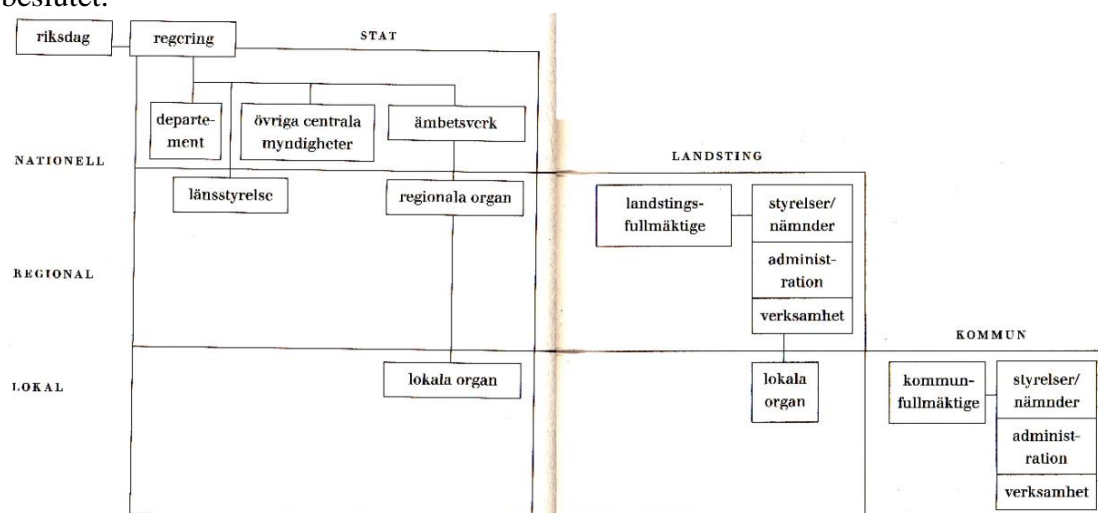 beslutet.
riksdag
regering
STAT
departe-
ment
övriga centrala
myndigheter
ämbetsverk
NATIONELL
LANDSTING
länsstyrelse
regionala organ
landstings-
fullmäktige
styrelser/
nämnder
administ-
ration
verksamhet
REGIONAL
KOMMUN
LOKAL
lokala organ
lokala
organ
kommun-
fullmäktige
styrelser/
nämnder
administ-
ration
verksamhet